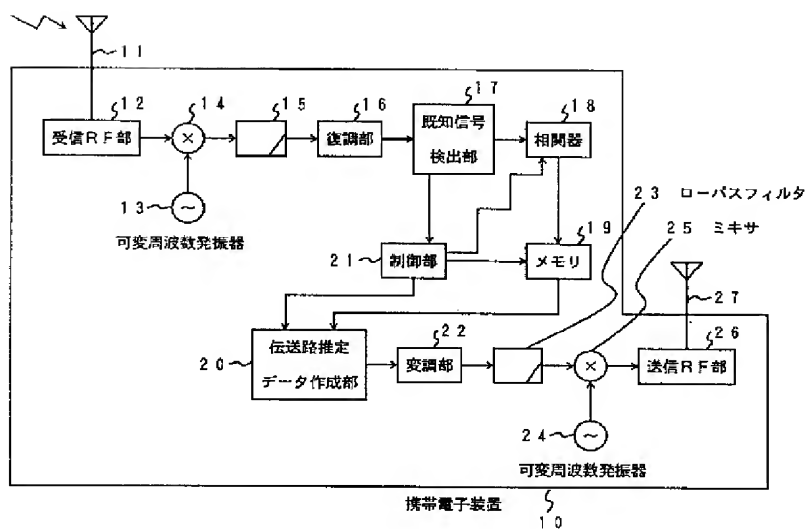 11
12
受信RF部
14
×
13
~
可変周波数発振器
15
16
復調部
17
既知信号
検出部
18
相関器
21
制御部
19
メモリ
23 ローパスフィルタ
25 ミキサ
27
20
伝送路推定
データ作成部
22
変調部
×
26
送信RF部
24
~
可変周波数発振器
携帯電子装置
10